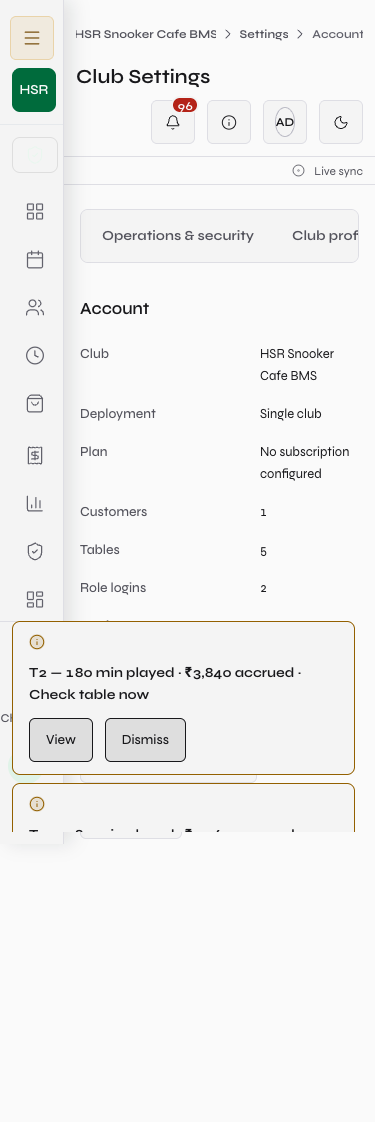 HSR Snooker Cafe BMS > Settings > Account
HSR
Club Settings
96
AD
Live sync
Operations & security Club prof
Account
Club HSR Snooker Cafe BMS
Deployment Single club
Plan No subscription configured
Customers 1
Tables 5
Role logins 2
T2 — 180 min played · ₹3,840 accrued ·
Check table now
View Dismiss